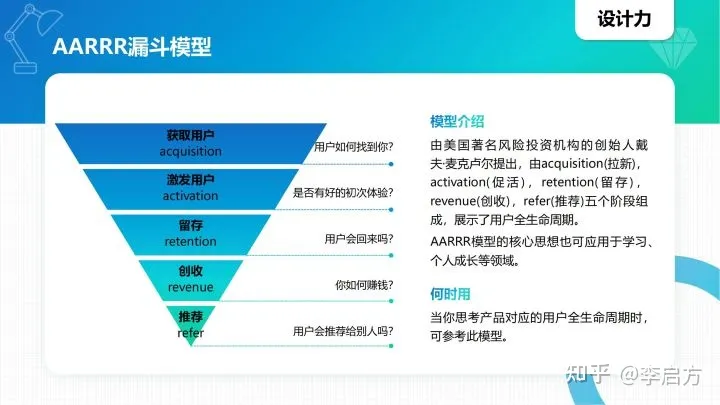 设计力
AARRR漏斗模型
获取用户
acquisition
用户如何找到你?
激发用户
activation
是否有好的初次体验?
留存
retention
用户会回来吗?
创收
revenue
你如何赚钱?
推荐
refer
用户会推荐给别人吗?
模型介绍
由美国著名风险投资机构的创始人戴
夫·麦克卢尔提出，由acquisition(拉新)，
activation(促活)，retention(留存)，
revenue(创收)，refer(推荐)五个阶段组
成，展示了用户全生命周期。
AARRR模型的核心思想也可应用于学习、
个人成长等领域。
何时用
当你思考产品对应的用户全生命周期时，
可参考此模型。
知乎 @李启方